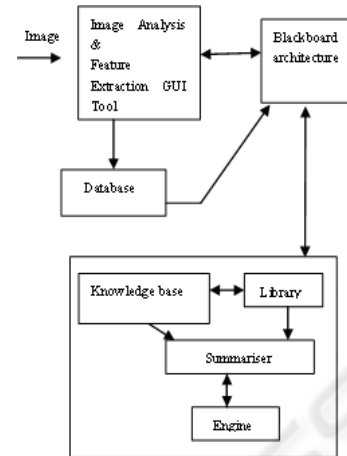 Image
Image Analysis
&
Feature
Extraction GUI
Tool
Blackboard
architecture
Database
Knowledge base
Library
Summariser
Engine